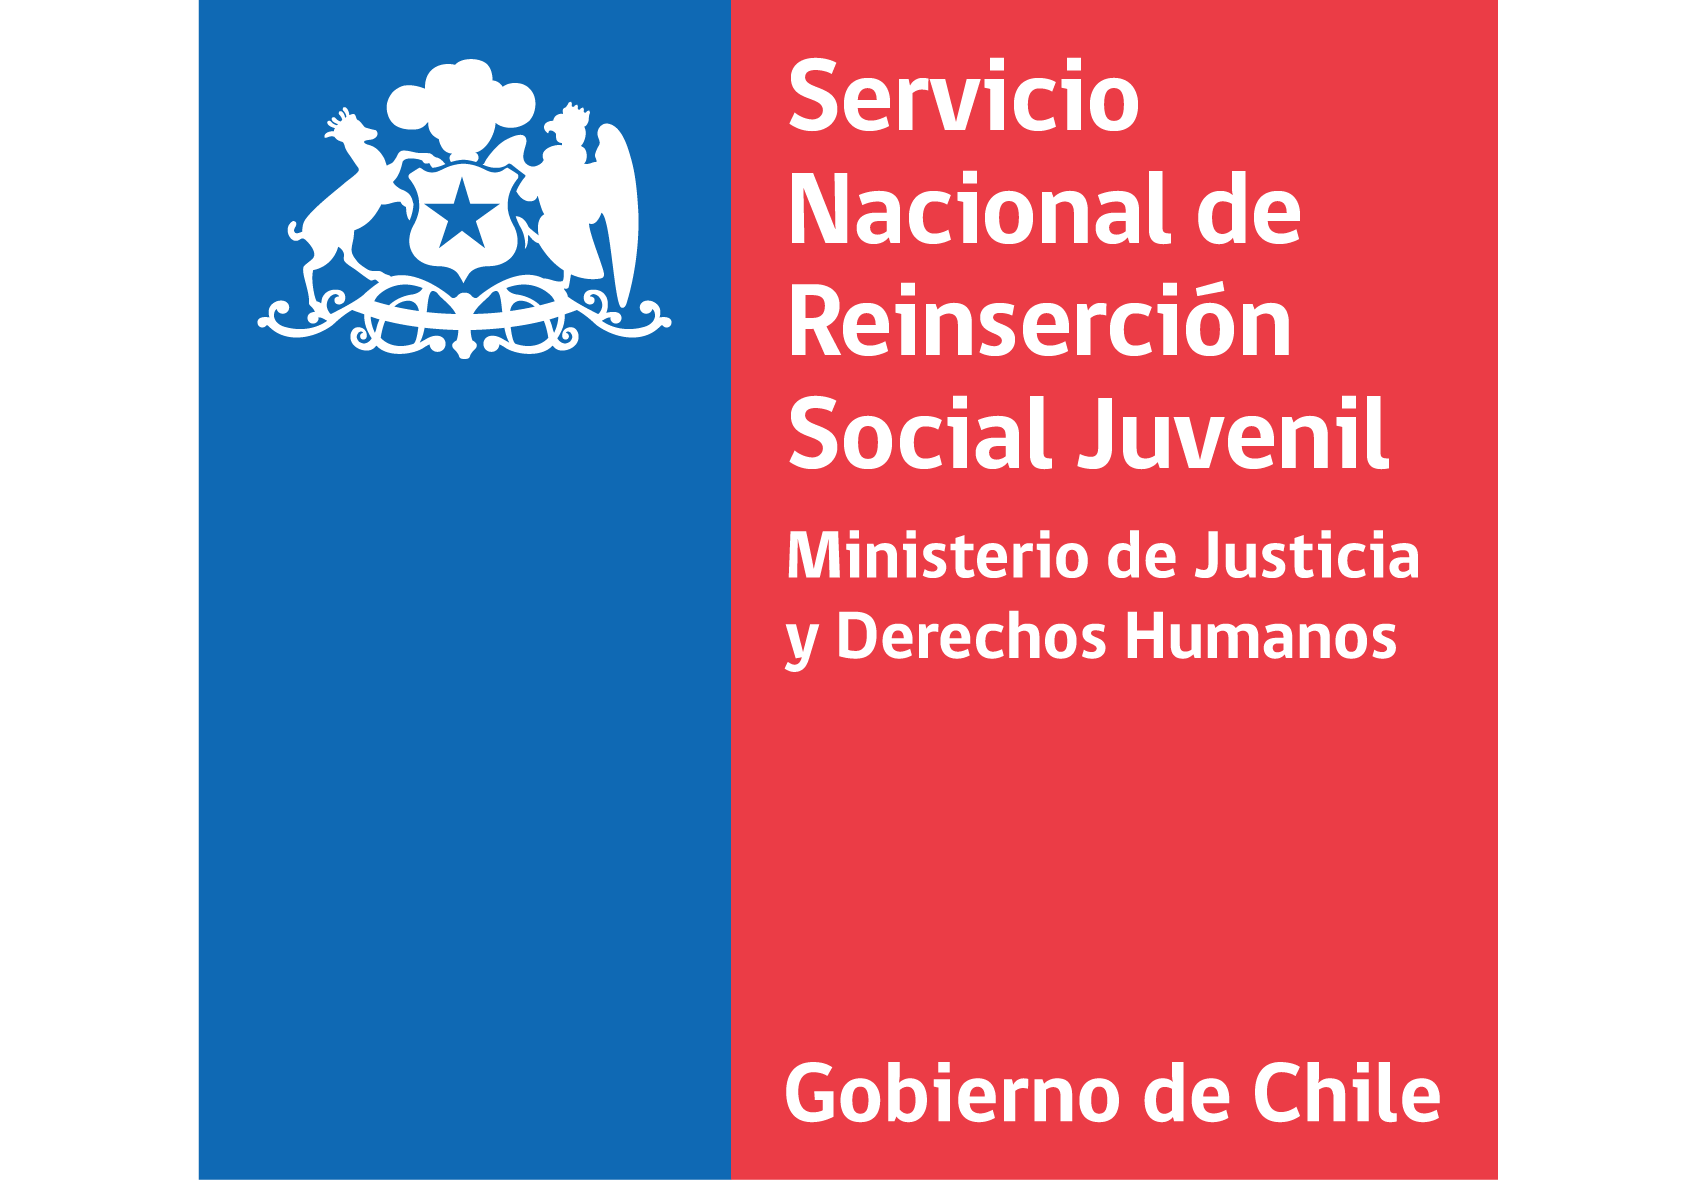 Servicio
Nacional de
Reinserción
Social Juvenil
Ministerio de Justicia
y Derechos Humanos
Gobierno de Chile